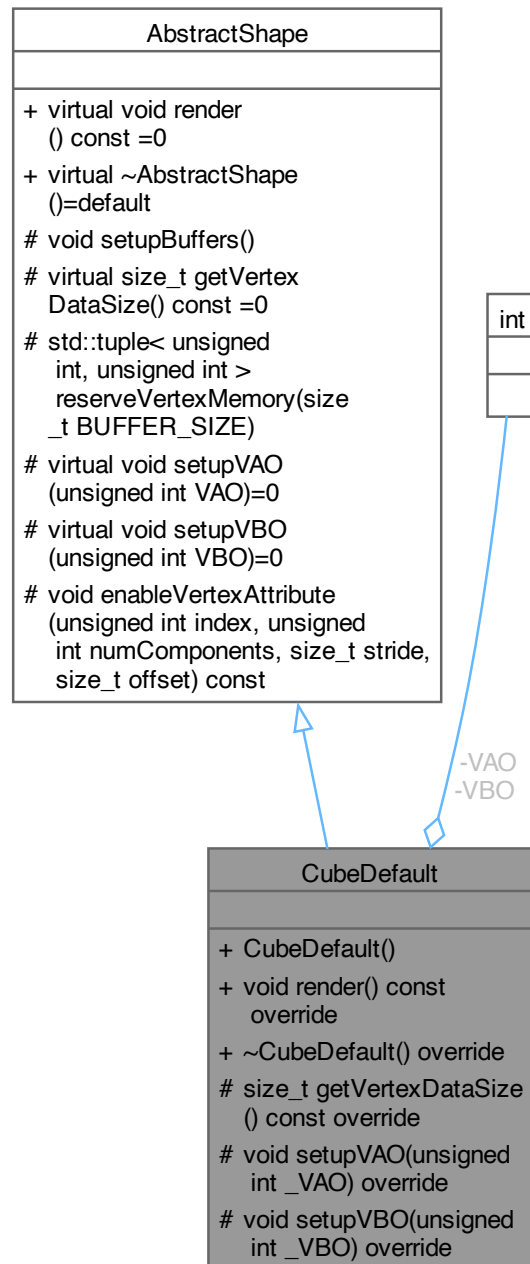 AbstractShape
+ virtual void render
() const =0
+ virtual ~AbstractShape
()=default
# void setupBuffers()
# virtual size_t getVertex
DataSize() const =0
# std::tuple< unsigned
int, unsigned int >
reserveVertexMemory(size
_t BUFFER_SIZE)
# virtual void setupVAO
(unsigned int VAO)=0
# virtual void setupVBO
(unsigned int VBO)=0
# void enableVertexAttribute
(unsigned int index, unsigned
int numComponents, size_t stride,
size_t offset) const
int
-VAO
-VBO
CubeDefault
+ CubeDefault()
+ void render() const
override
+ ~CubeDefault() override
# size_t getVertexDataSize
() const override
# void setupVAO(unsigned
int _VAO) override
# void setupVBO(unsigned
int _VBO) override